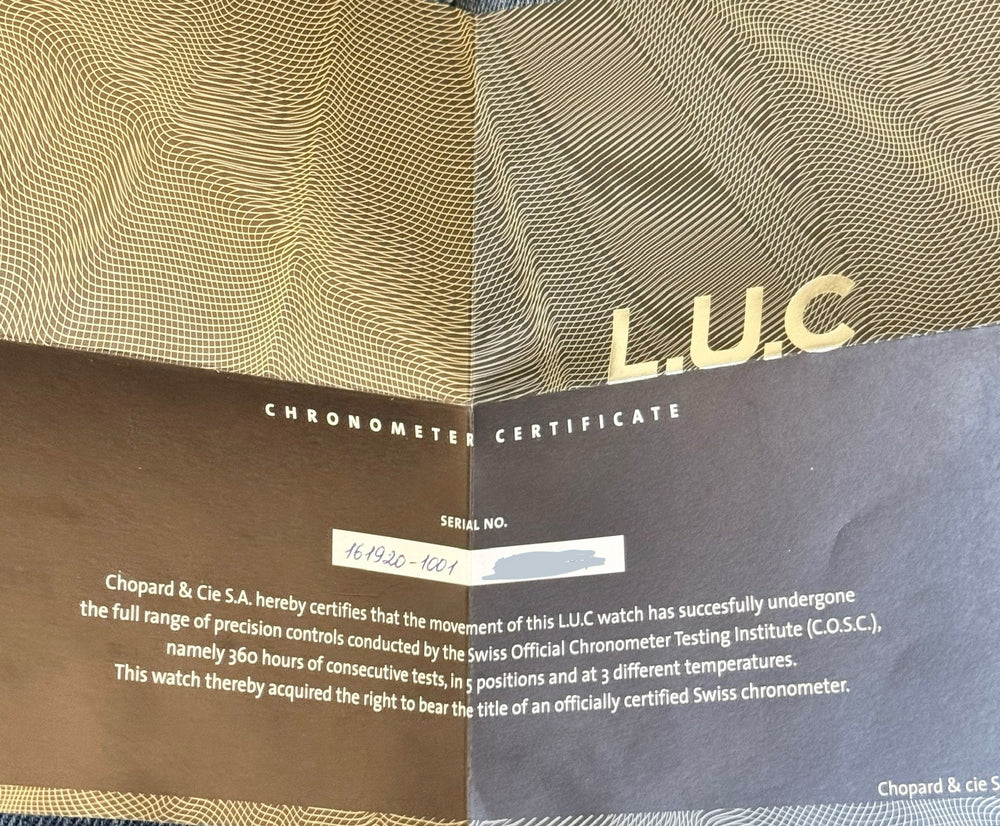 L.U.C
CHRONOMETER CERTIFICATE
SERIAL NO.
161920-1001
Chopard & Cie S.A. hereby certifies that the movement of this L.U.C watch has succesfully undergone
the full range of precision controls conducted by the Swiss Official Chronometer Testing Institute (C.O.S.C.),
namely 360 hours of consecutive tests, in 5 positions and at 3 different temperatures.
This watch thereby acquired the right to bear the title of an officially certified Swiss chronometer.
Chopard & cie S